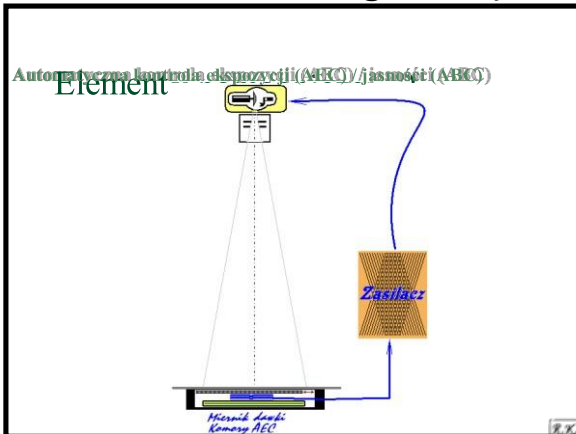 Automatyczna kontrola ekspozycji (AEC) / jasności (ABC)
Element
Zasilacz
Miernik dawki
Komory AEC
R.K.